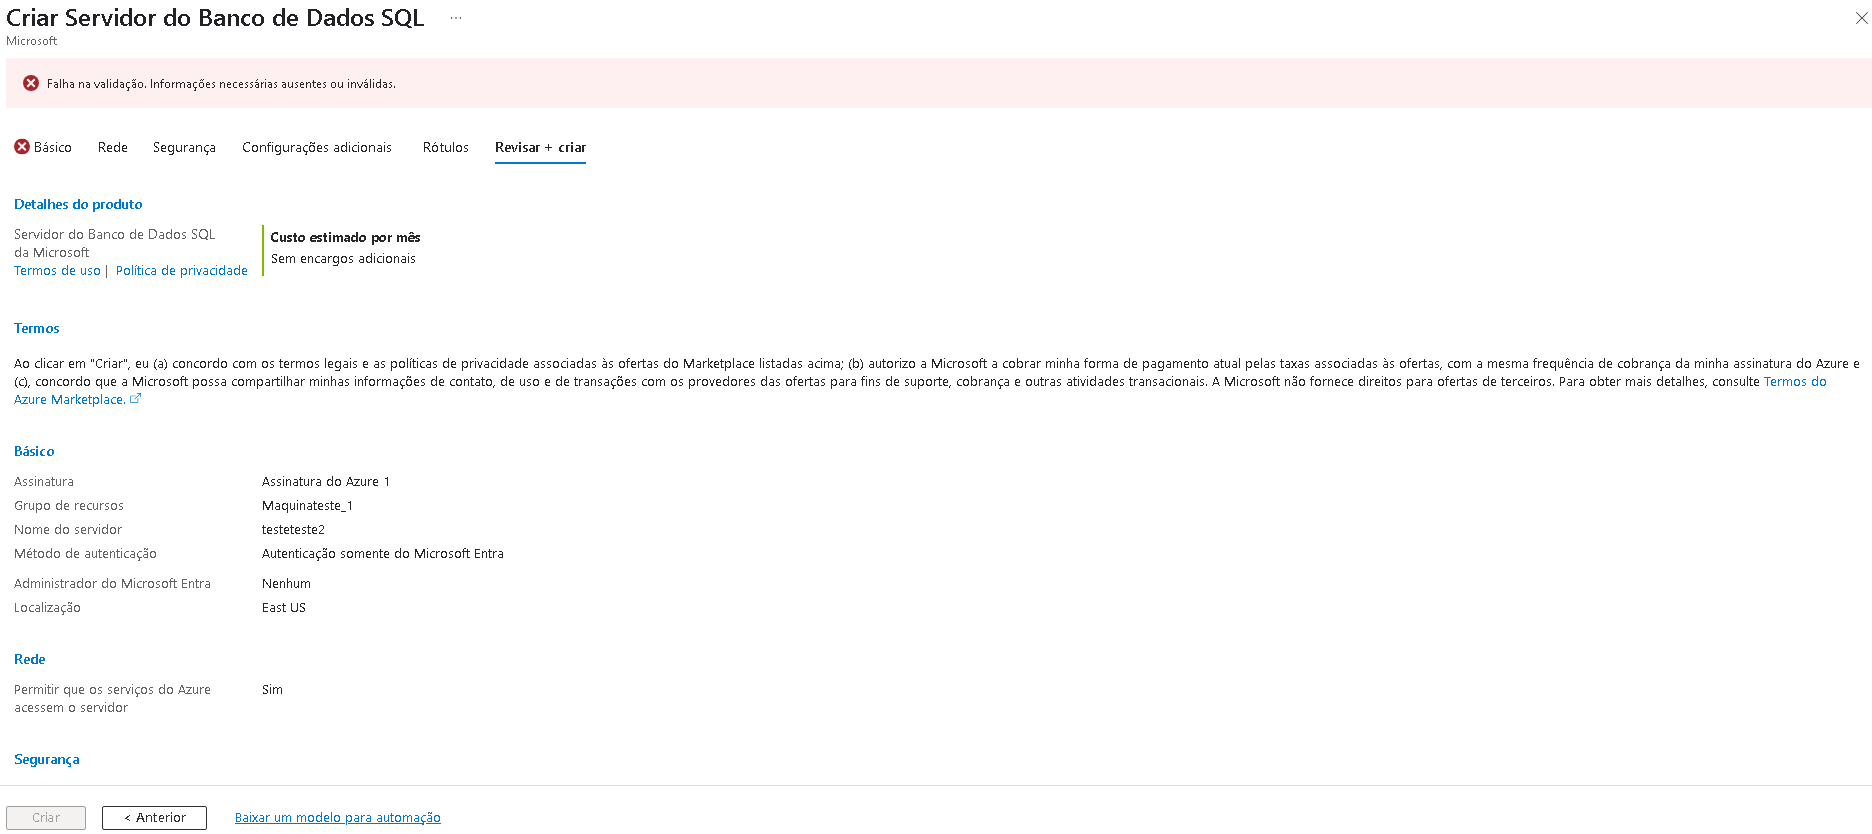 Criar Servidor do Banco de Dados SQL ...
Microsoft
Falha na validação. Informações necessárias ausentes ou inválidas.
Básico Rede Segurança Configurações adicionais Rótulos Revisar + criar
Detalhes do produto
Servidor do Banco de Dados SQL
da Microsoft
Termos de uso | Política de privacidade
Custo estimado por mês
Sem encargos adicionais
Termos
Ao clicar em "Criar", eu (a) concordo com os termos legais e as políticas de privacidade associadas às ofertas do Marketplace listadas acima; (b) autorizo a Microsoft a cobrar minha forma de pagamento atual pelas taxas associadas às ofertas, com a mesma frequência de cobrança da minha assinatura do Azure e
(c), concordo que a Microsoft possa compartilhar minhas informações de contato, de uso e de transações com os provedores das ofertas para fins de suporte, cobrança e outras atividades transacionais. A Microsoft não fornece direitos para ofertas de terceiros. Para obter mais detalhes, consulte Termos do
Azure Marketplace.
Básico
Assinatura Assinatura do Azure 1
Grupo de recursos Maquinateste_1
Nome do servidor testeteste2
Método de autenticação Autenticação somente do Microsoft Entra
Administrador do Microsoft Entra Nenhum
Localização East US
Rede
Permitir que os serviços do Azure Sim
acessem o servidor
Segurança
Criar < Anterior Baixar um modelo para automação